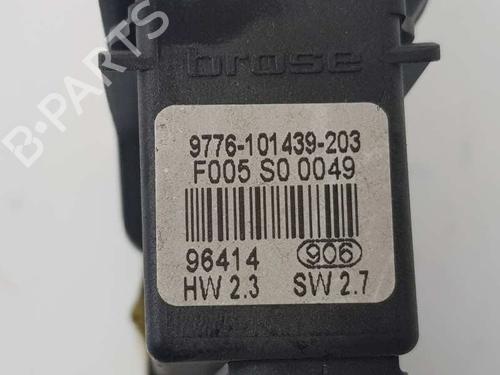 brose
9776-101439-203
F005 S0 0049
96414 906
HW 2.3 SW 2.7
B-PARTS